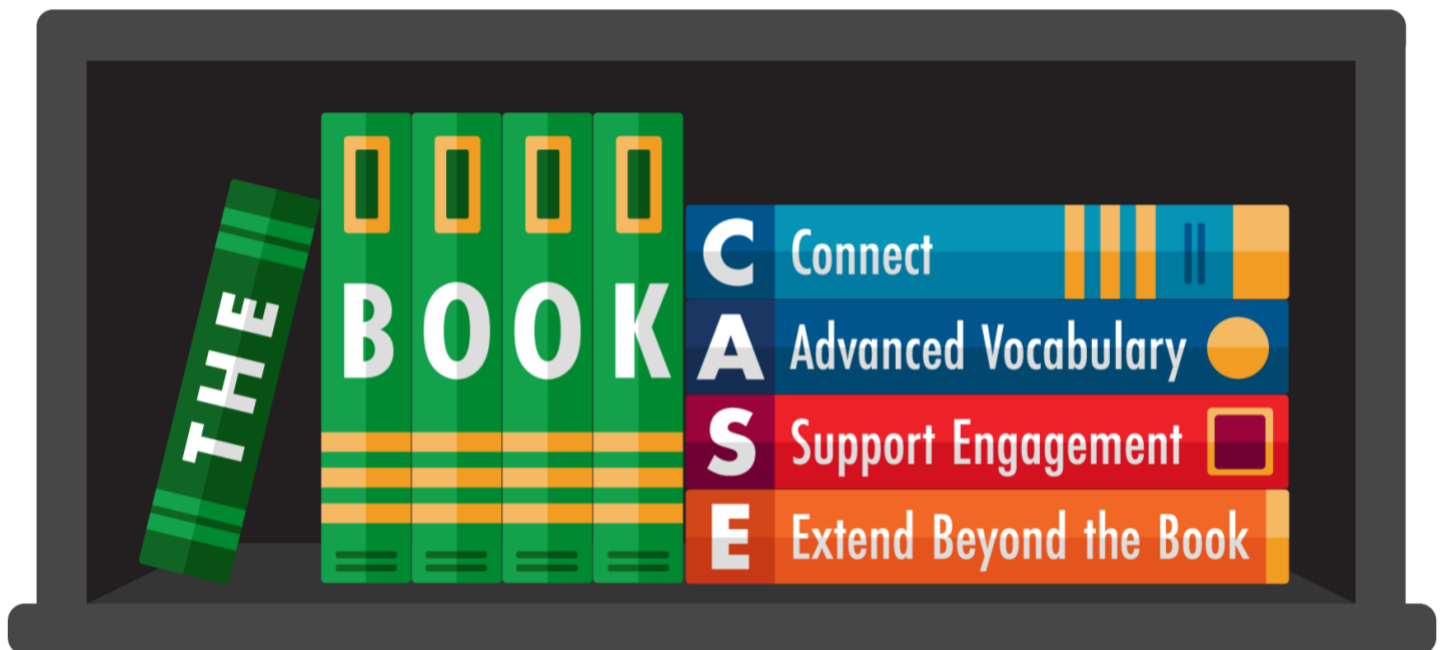 THE
BOOK
C Connect
A Advanced Vocabulary
S Support Engagement
E Extend Beyond the Book